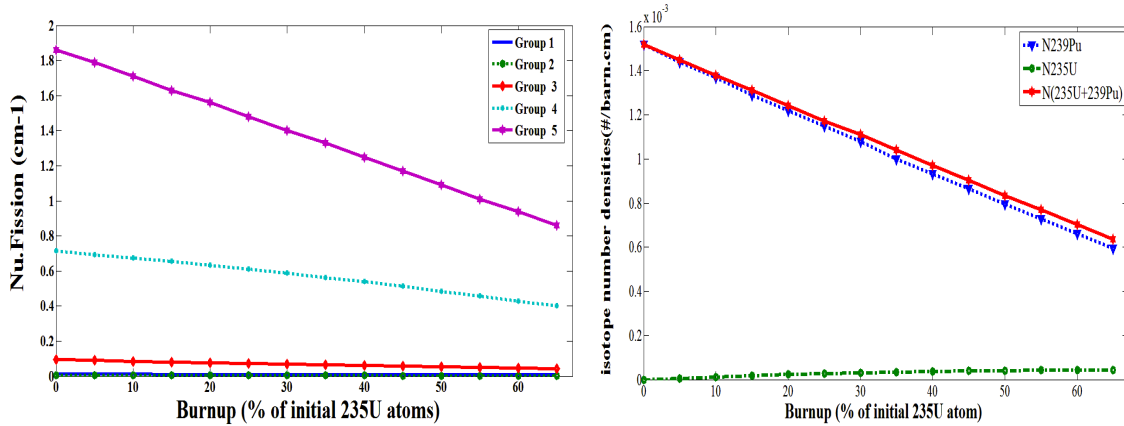 Nu.Fission (cm-1)
2
1.8
1.6
1.4
1.2
1
0.8
0.6
0.4
0.2
0
0 10 20 30 40 50 60
Burnup (% of initial 235U atoms)
Group 1
Group 2
Group 3
Group 4
Group 5
isotope number densities(#/barn.cm)
x 10⁻³
1.6
1.4
1.2
1
0.8
0.6
0.4
0.2
0
0 10 20 30 40 50 60
Burnup (% of initial 235U atom)
N239Pu
N235U
N(235U+239Pu)